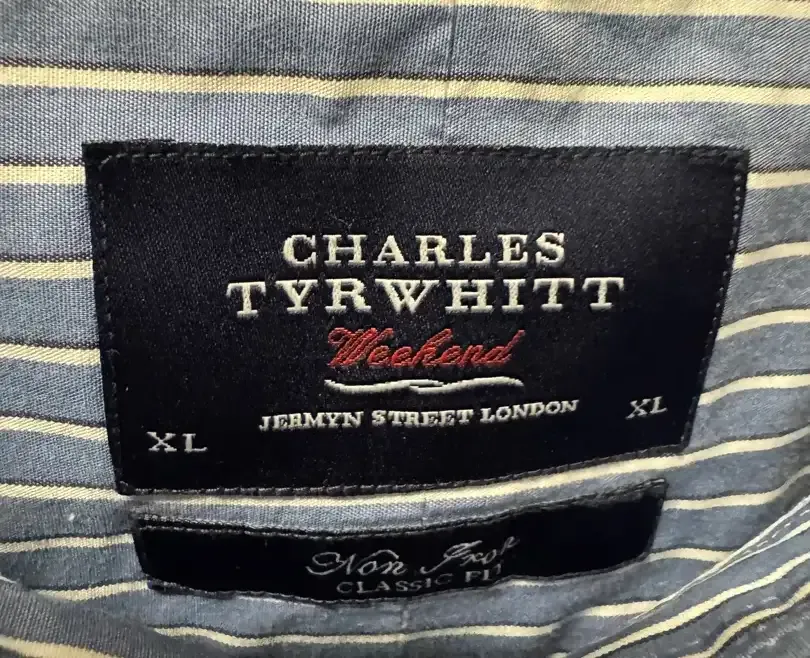 CHARLES
TYRWHITT
Weekend
JERMYN STREET LONDON
XL XL
Non Iron
CLASSIC FIT